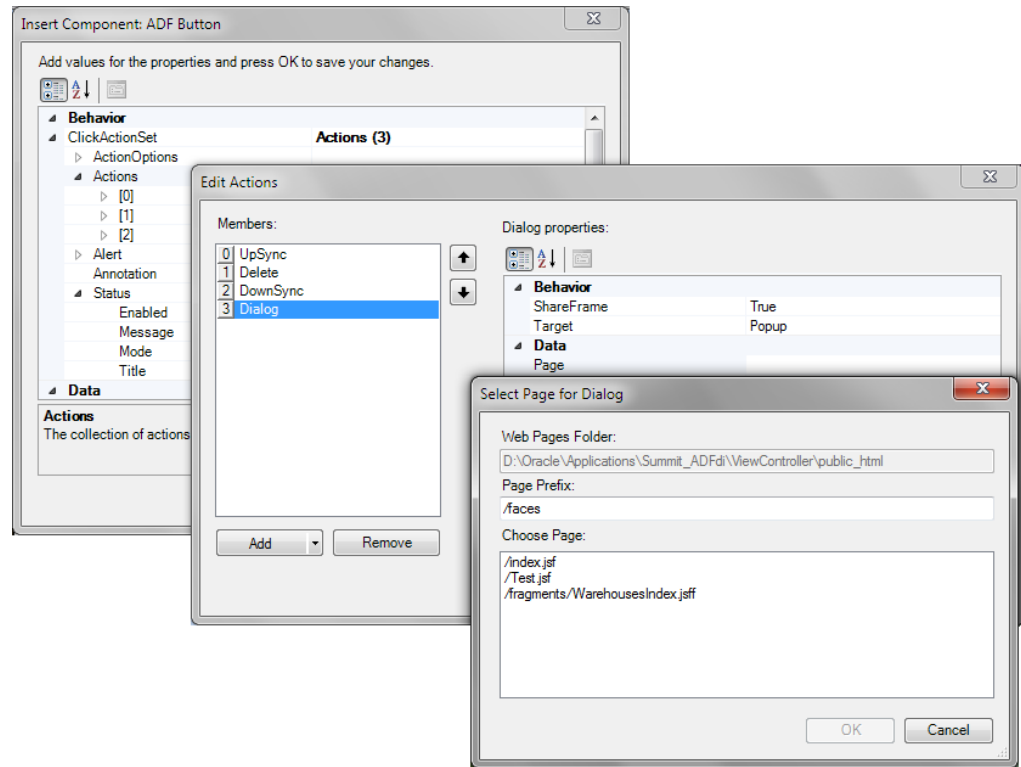 Insert Component: ADF Button
Add values for the properties and press OK to save your changes.
Behavior
ClickActionSet Actions (3)
ActionOptions
Actions
[0]
[1]
[2]
Alert
Annotation
Status
Enabled
Message
Mode
Title
Data
Actions
The collection of actions
Edit Actions
Members:
0 UpSync
1 Delete
2 DownSync
3 Dialog
Add
Remove
Dialog properties:
Behavior
ShareFrame True
Target Popup
Data
Page
Select Page for Dialog
Web Pages Folder:
D:\Oracle\Applications\Summit_ADFdi\ViewController\public_html
Page Prefix:
/faces
Choose Page:
/index.jsf
/Test.jsf
/fragments/WarehousesIndex.jsff
OK Cancel